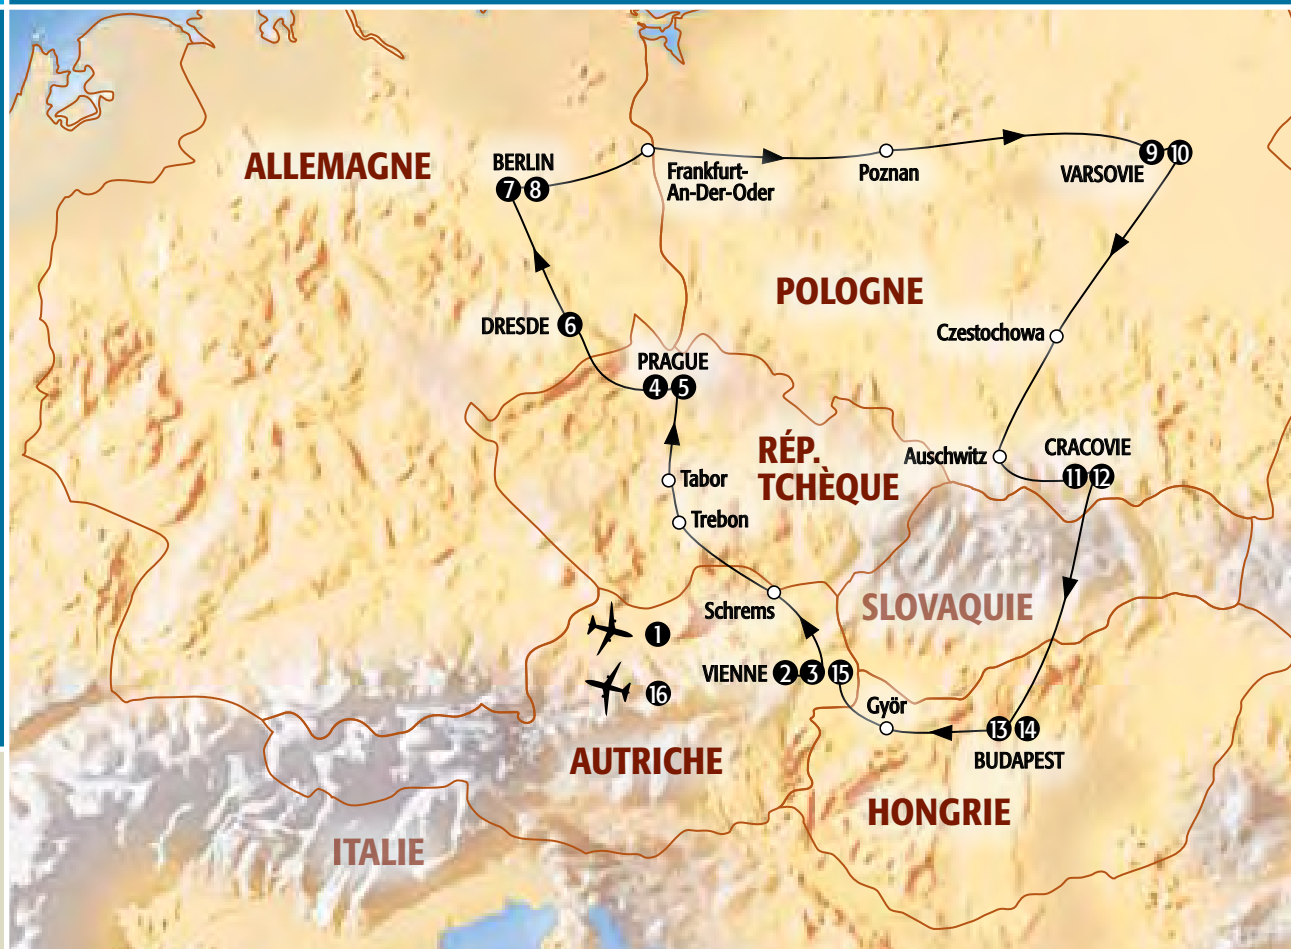 ALLEMAGNE
BERLIN
7 8
Frankfurt-
An-Der-Oder
Poznan
9 10
VARSOVIE
POLOGNE
DRESDE 6
Czestochowa
PRAGUE
4 5
RÉP.
TCHÈQUE
Auschwitz
CRACOVIE
11 12
Tabor
Trebon
Schrems
SLOVAQUIE
1
VIENNE 2 3 15
16
Györ
13 14
BUDAPEST
AUTRICHE
HONGRIE
ITALIE